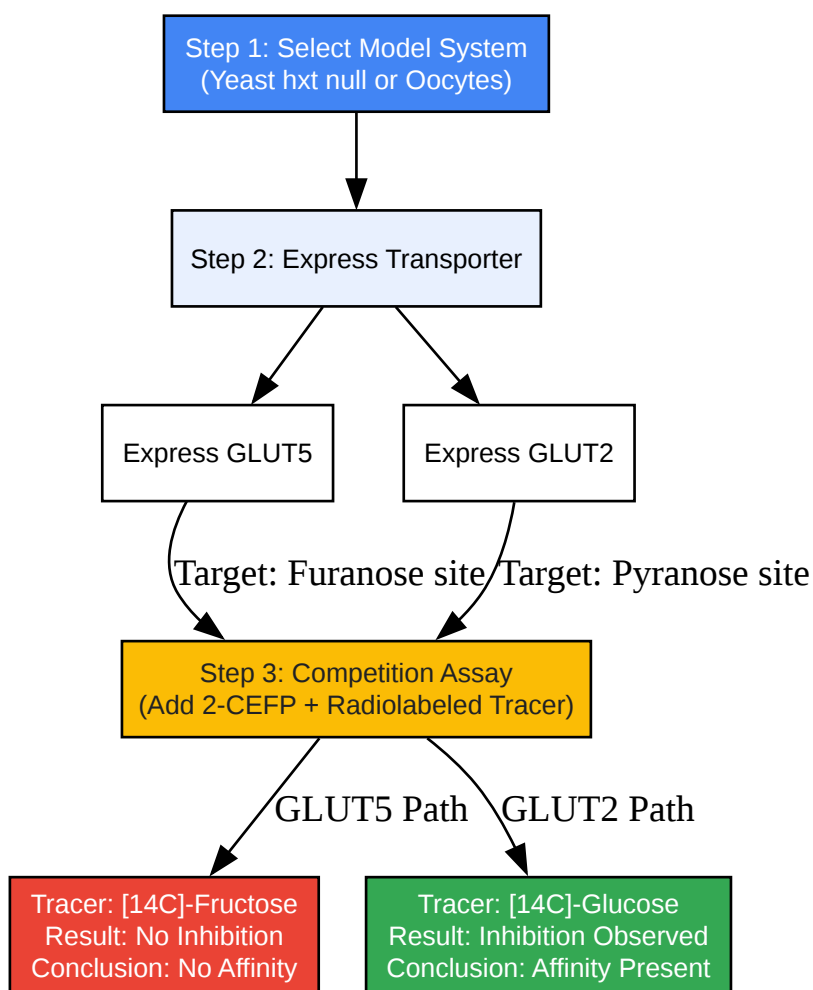 Step 1: Select Model System
(Yeast hxt null or Oocytes)
Step 2: Express Transporter
Express GLUT5
Express GLUT2
Target: Furanose site
Target: Pyranose site
Step 3: Competition Assay
(Add 2-CEFP + Radiolabeled Tracer)
GLUT5 Path
GLUT2 Path
Tracer: [14C]-Fructose
Result: No Inhibition
Conclusion: No Affinity
Tracer: [14C]-Glucose
Result: Inhibition Observed
Conclusion: Affinity Present